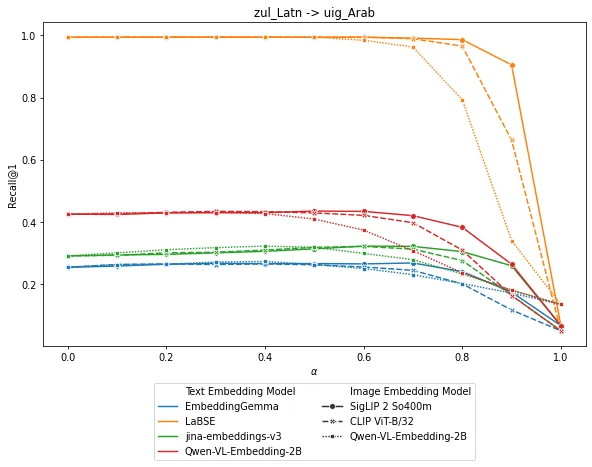 zul_Latn -> uig_Arab
Recall@1
1.0
0.8
0.6
0.4
0.2
0.0 0.2 0.4 0.6 0.8 1.0
α
Text Embedding Model Image Embedding Model
EmbeddingGemma SigLIP 2 So400m
LaBSE CLIP ViT-B/32
jina-embeddings-v3 Qwen-VL-Embedding-2B
Qwen-VL-Embedding-2B